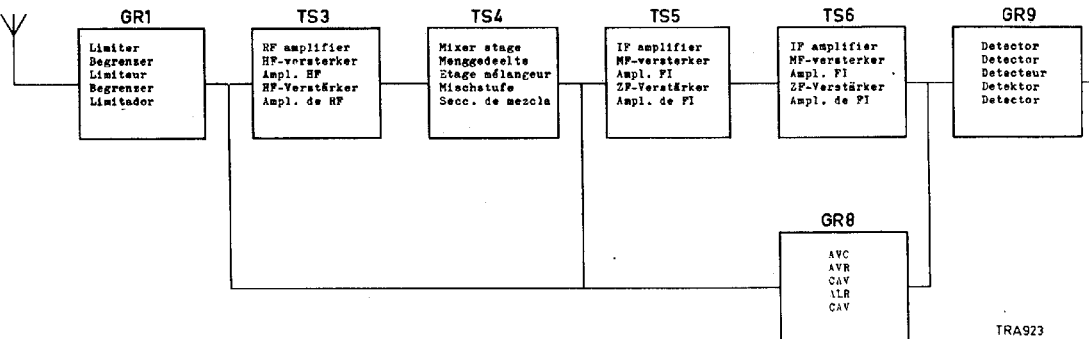 GR1
Limiter
Begrenser
Limiteur
Begrenzer
Limitador
TS3
RF amplifier
HF-versterker
Ampl. HF
HF-Verstärker
Ampl. de RF
TS4
Mixer stage
Menggedeelte
Etage mélangeur
Mischstufe
Secc. de mezcla
TS5
IF amplifier
MF-versterker
Ampl. FI
ZF-Verstärker
Ampl. de FI
TS6
IF amplifier
MF-versterker
Ampl. FI
ZF-Verstärker
Ampl. de FI
GR9
Detector
Detector
Detecteur
Detektor
Detector
GR8
AVC
AVR
CAV
ALR
CAV
TRA923